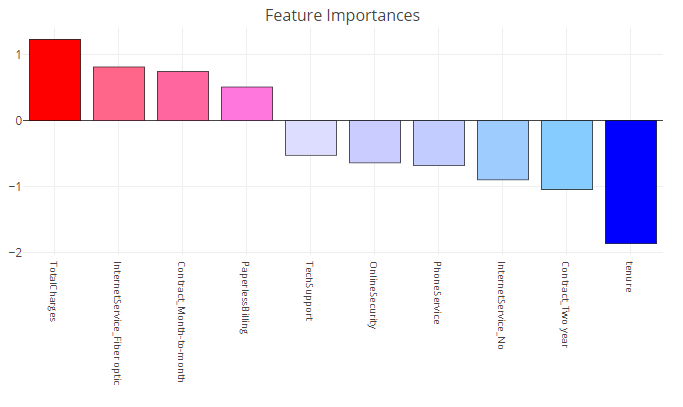 Feature Importances
1
0
−1
−2
TotalCharges
InternetService_Fiber optic
Contract_Month-to-month
PaperlessBilling
TechSupport
OnlineSecurity
PhoneService
InternetService_No
Contract_Two year
tenure